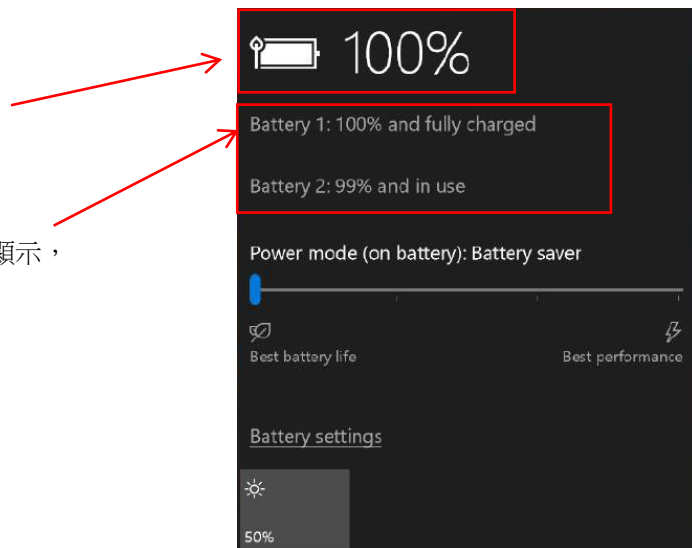 100%
Battery 1: 100% and fully charged
Battery 2: 99% and in use
顯示，
Power mode (on battery): Battery saver
Best battery life
Best performance
Battery settings
50%